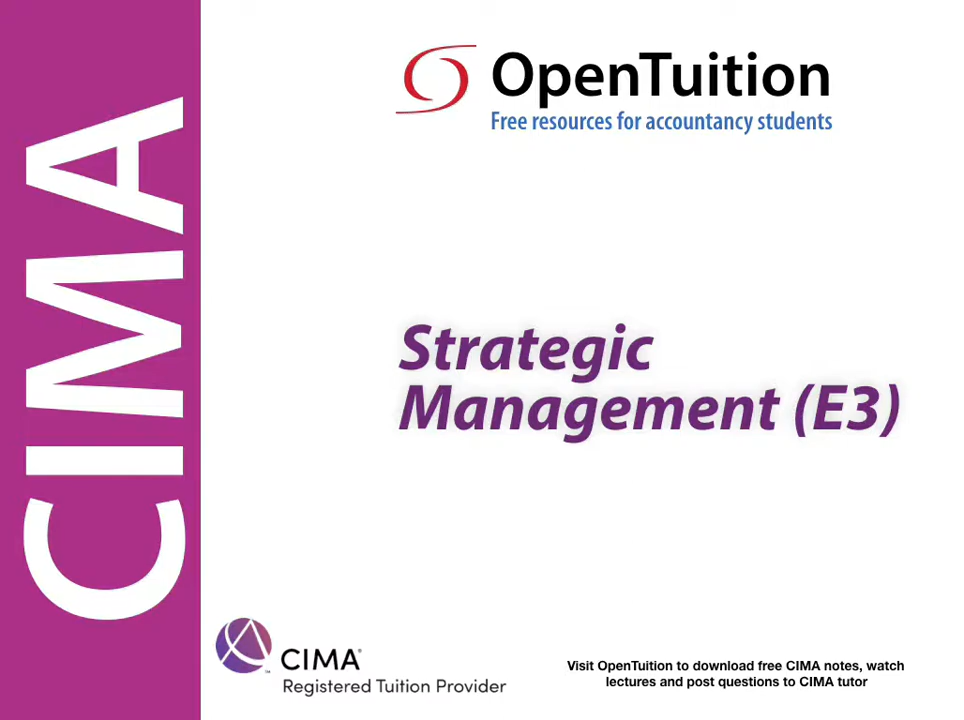 CIMA
OpenTuition
Free resources for accountancy students
Strategic
Management (E3)
CIMA®
Registered Tuition Provider
Visit OpenTuition to download free CIMA notes, watch
lectures and post questions to CIMA tutor